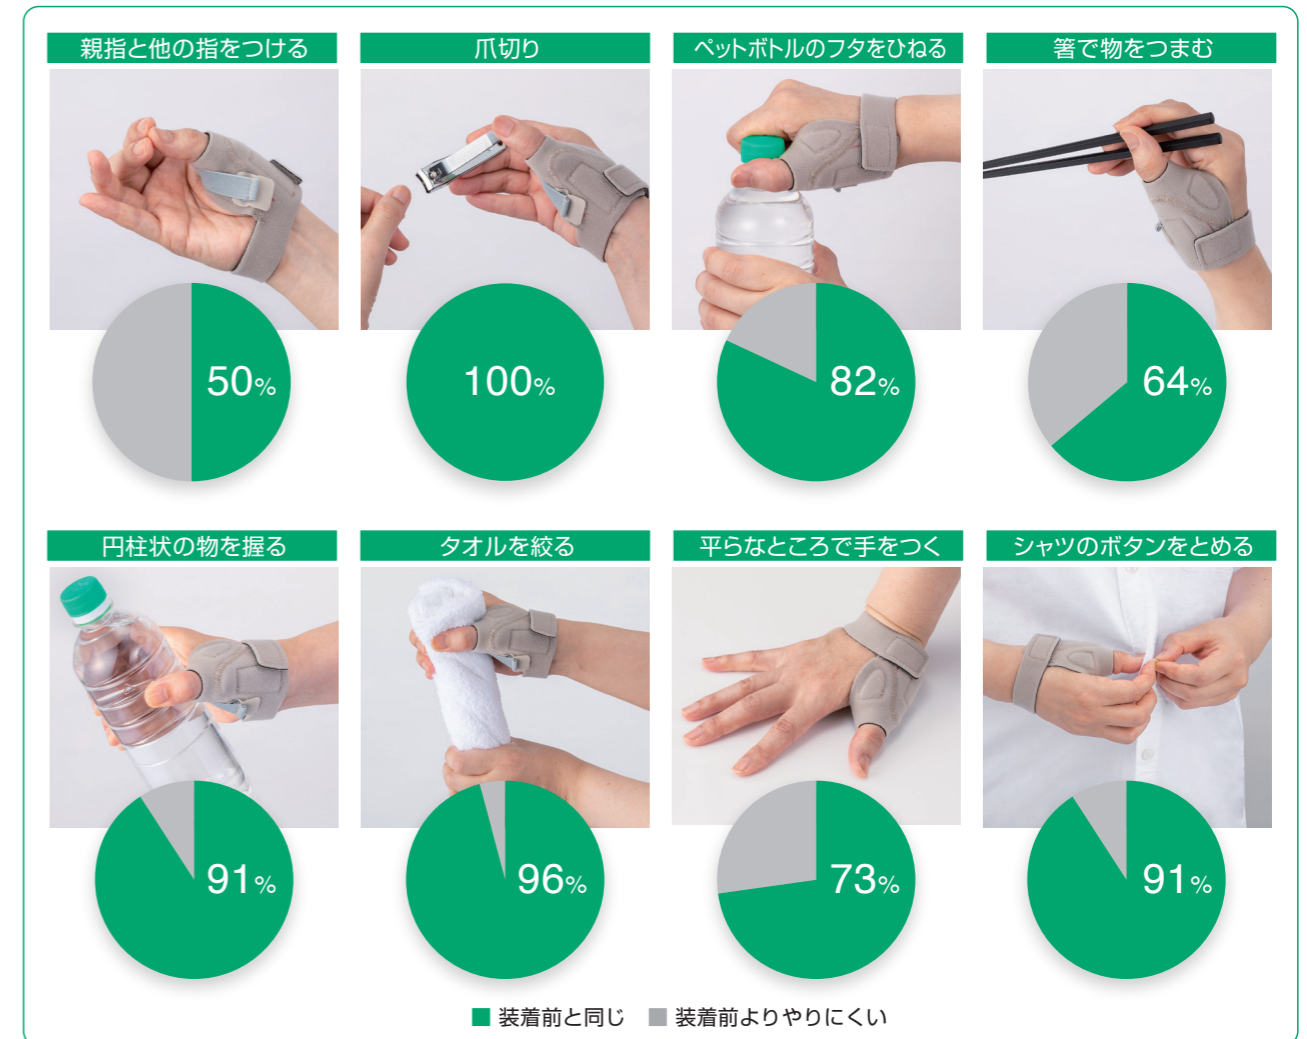 親指と他の指をつける
爪切り
ペットボトルのフタをひねる
箸で物をつまむ
50%
100%
82%
64%
円柱状の物を握る
タオルを絞る
平らなところで手をつく
シャツのボタンをとめる
91%
96%
73%
91%
■ 装着前と同じ ■ 装着前よりやりにくい